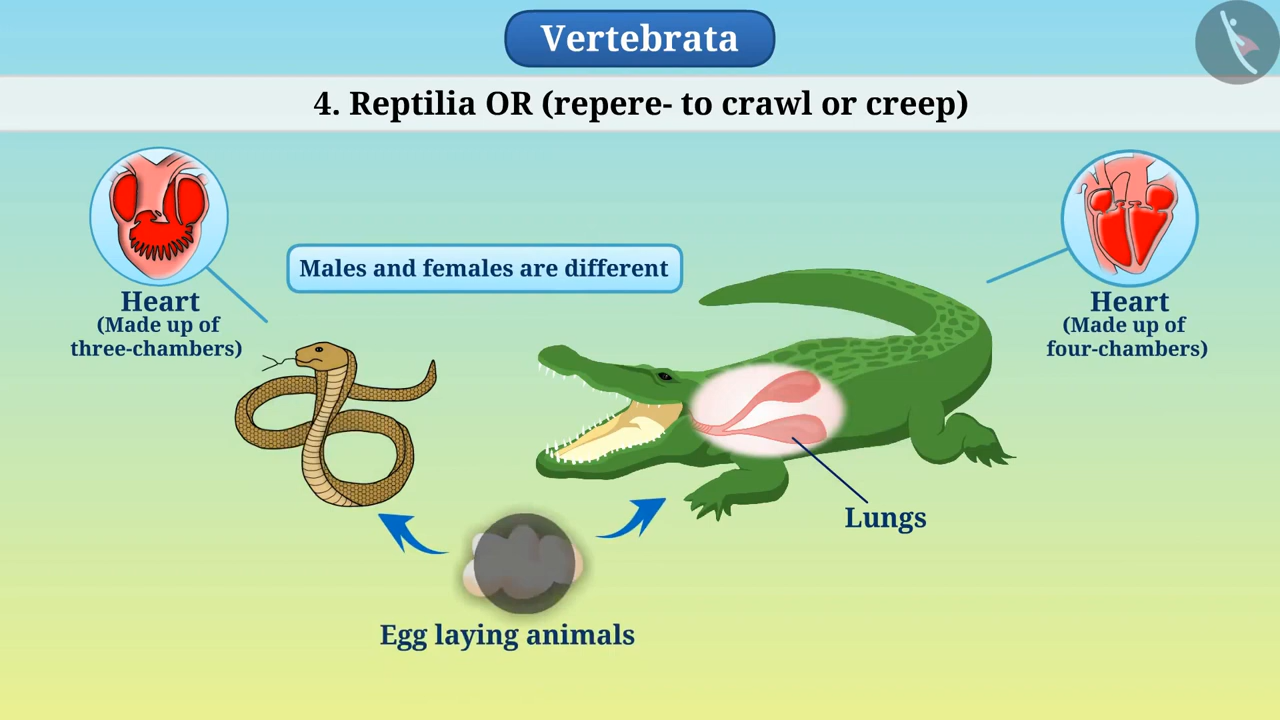 Vertebrata
4. Reptilia OR (repere- to crawl or creep)
Males and females are different
Heart
(Made up of
three-chambers)
Heart
(Made up of
four-chambers)
Lungs
Egg laying animals